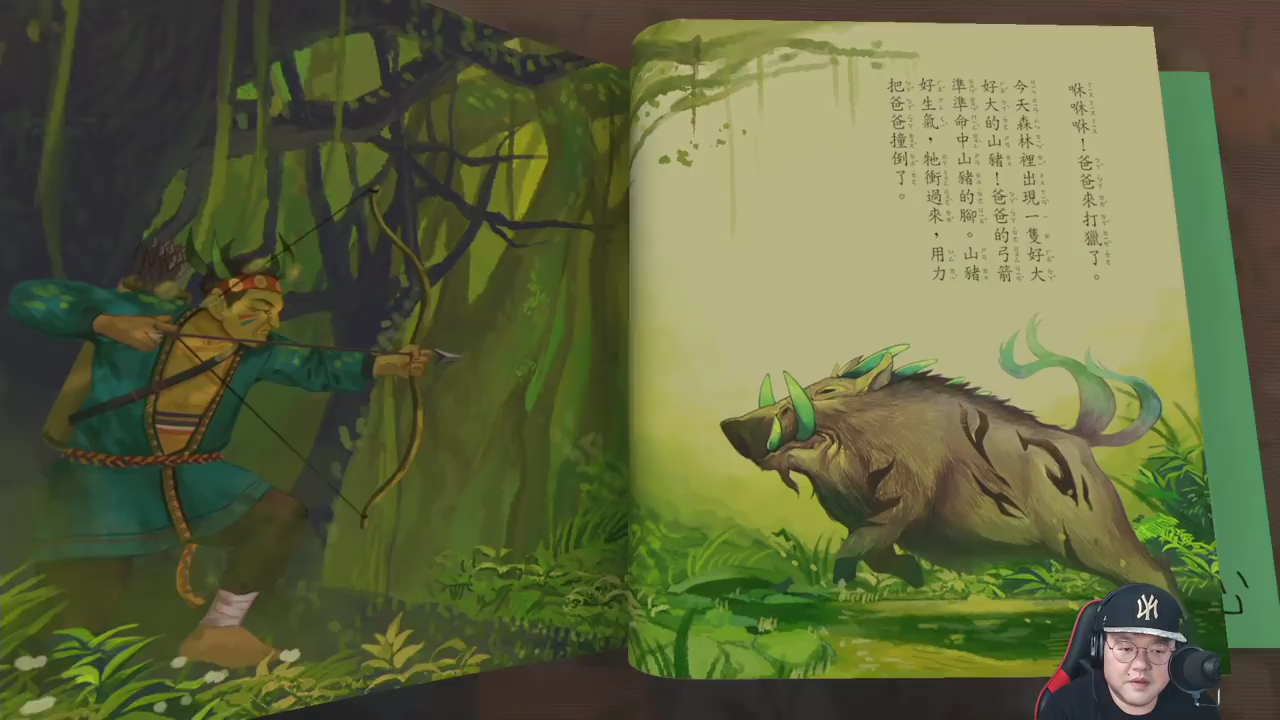 咻咻咻！爸爸來打獵了。
今天森林裡出現一隻好大
好大的山豬！爸爸的弓箭
準準命中山豬的腳。山豬
好生氣，牠衝過來，用力
把爸爸撞倒了。
NY